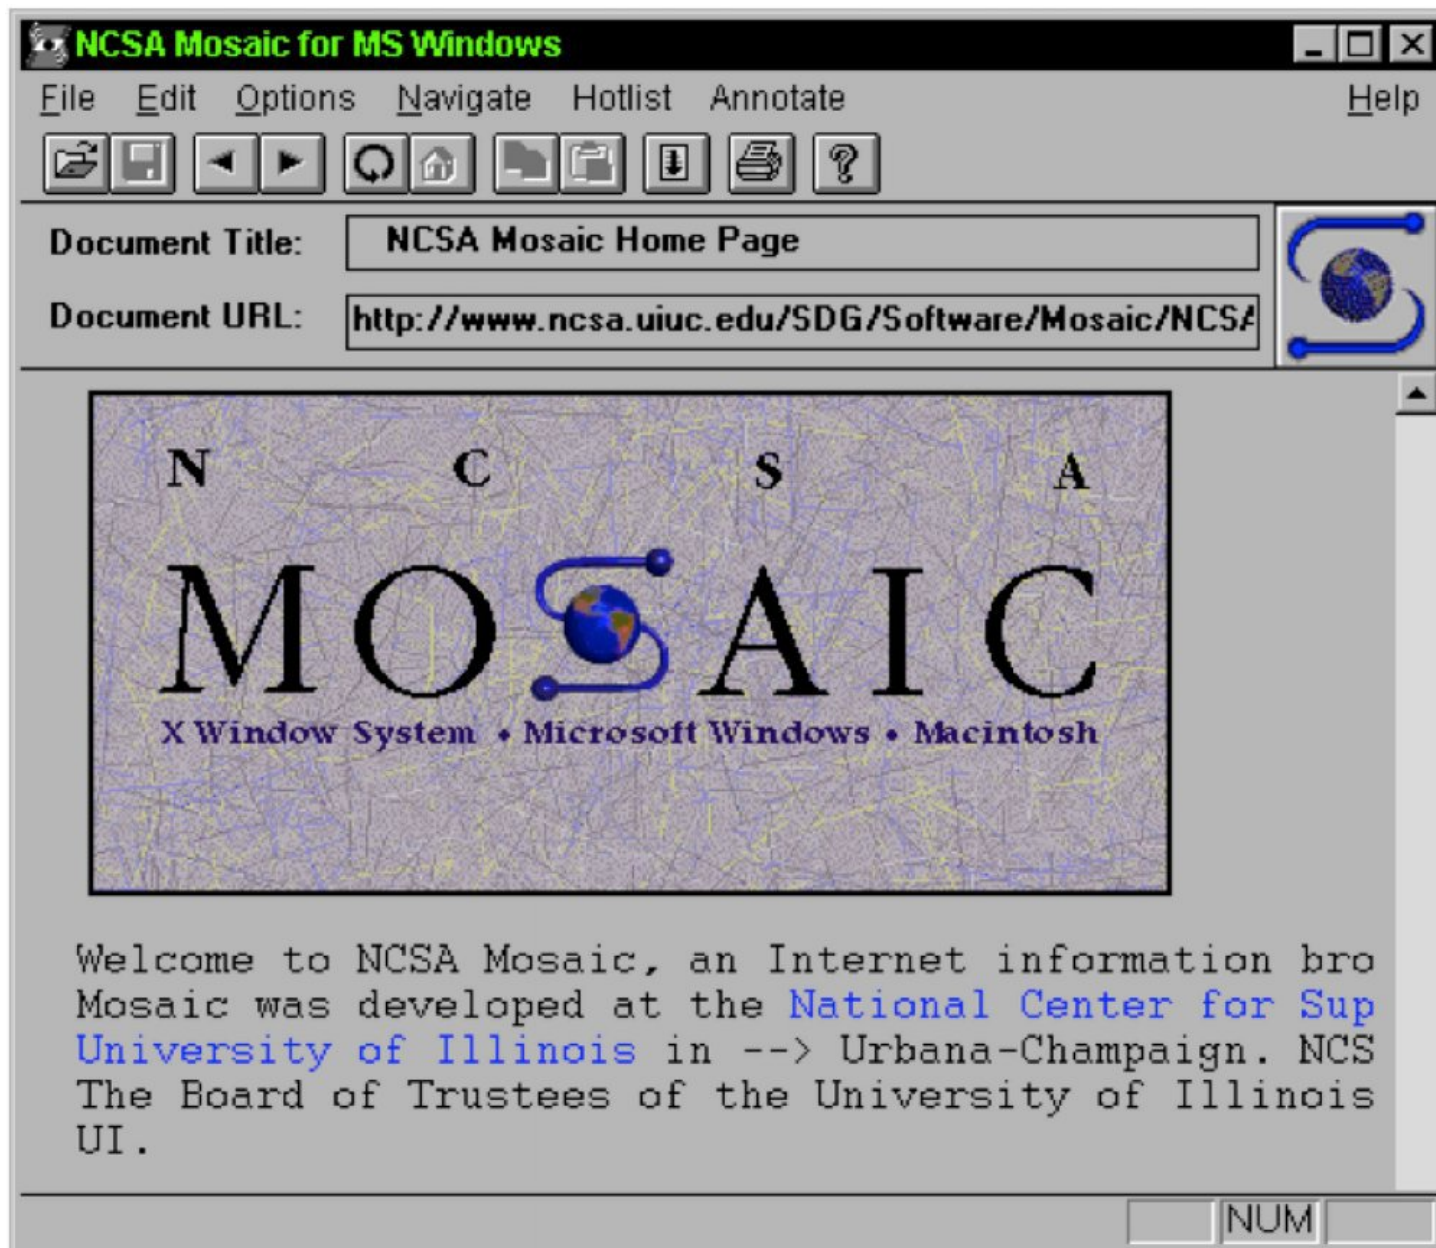 NCSA Mosaic for MS Windows
File Edit Options Navigate Hotlist Annotate Help
Document Title: NCSA Mosaic Home Page
Document URL: http://www.ncsa.uiuc.edu/SDG/Software/Mosaic/NCSA
N C S A
MOSAIC
X Window System • Microsoft Windows • Macintosh
Welcome to NCSA Mosaic, an Internet information bro
Mosaic was developed at the National Center for Sup
University of Illinois in --> Urbana-Champaign. NCS
The Board of Trustees of the University of Illinois
UI.
NUM